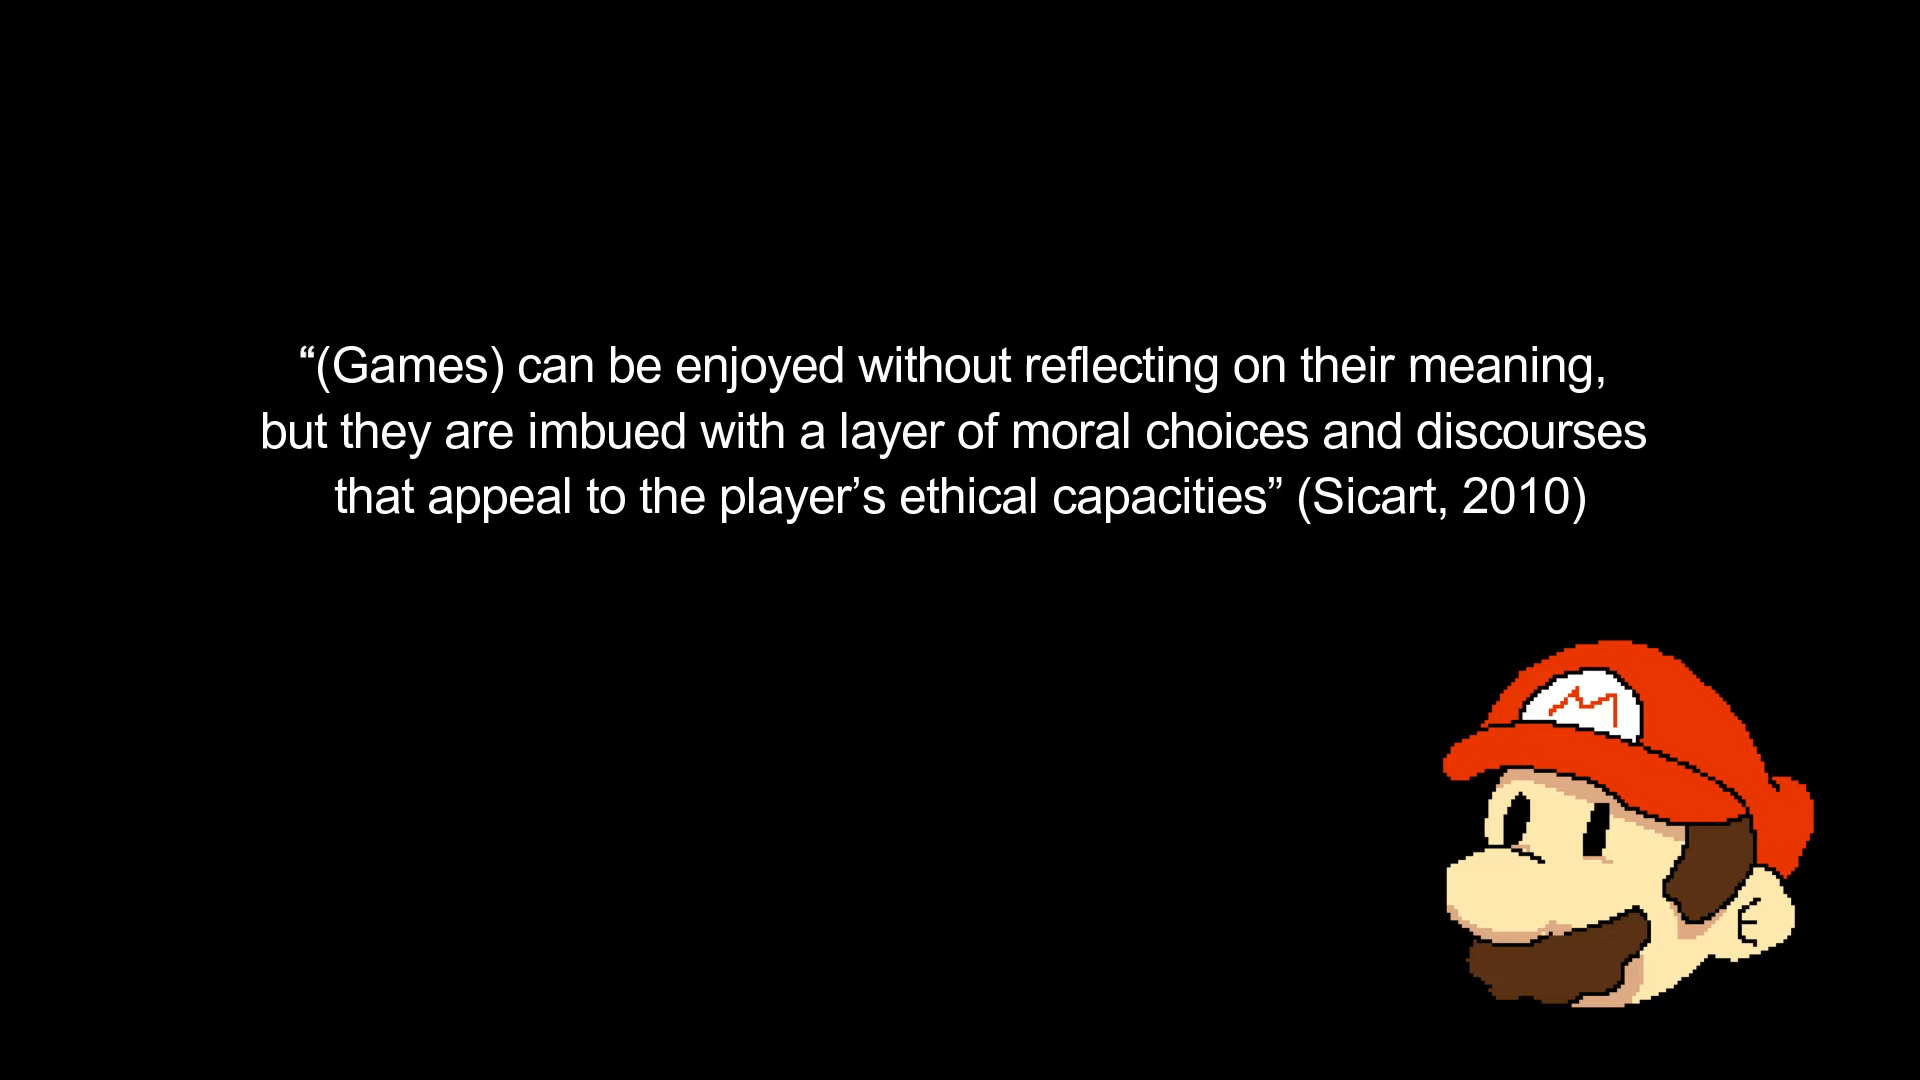 “(Games) can be enjoyed without reflecting on their meaning,
but they are imbued with a layer of moral choices and discourses
that appeal to the player’s ethical capacities” (Sicart, 2010)
M